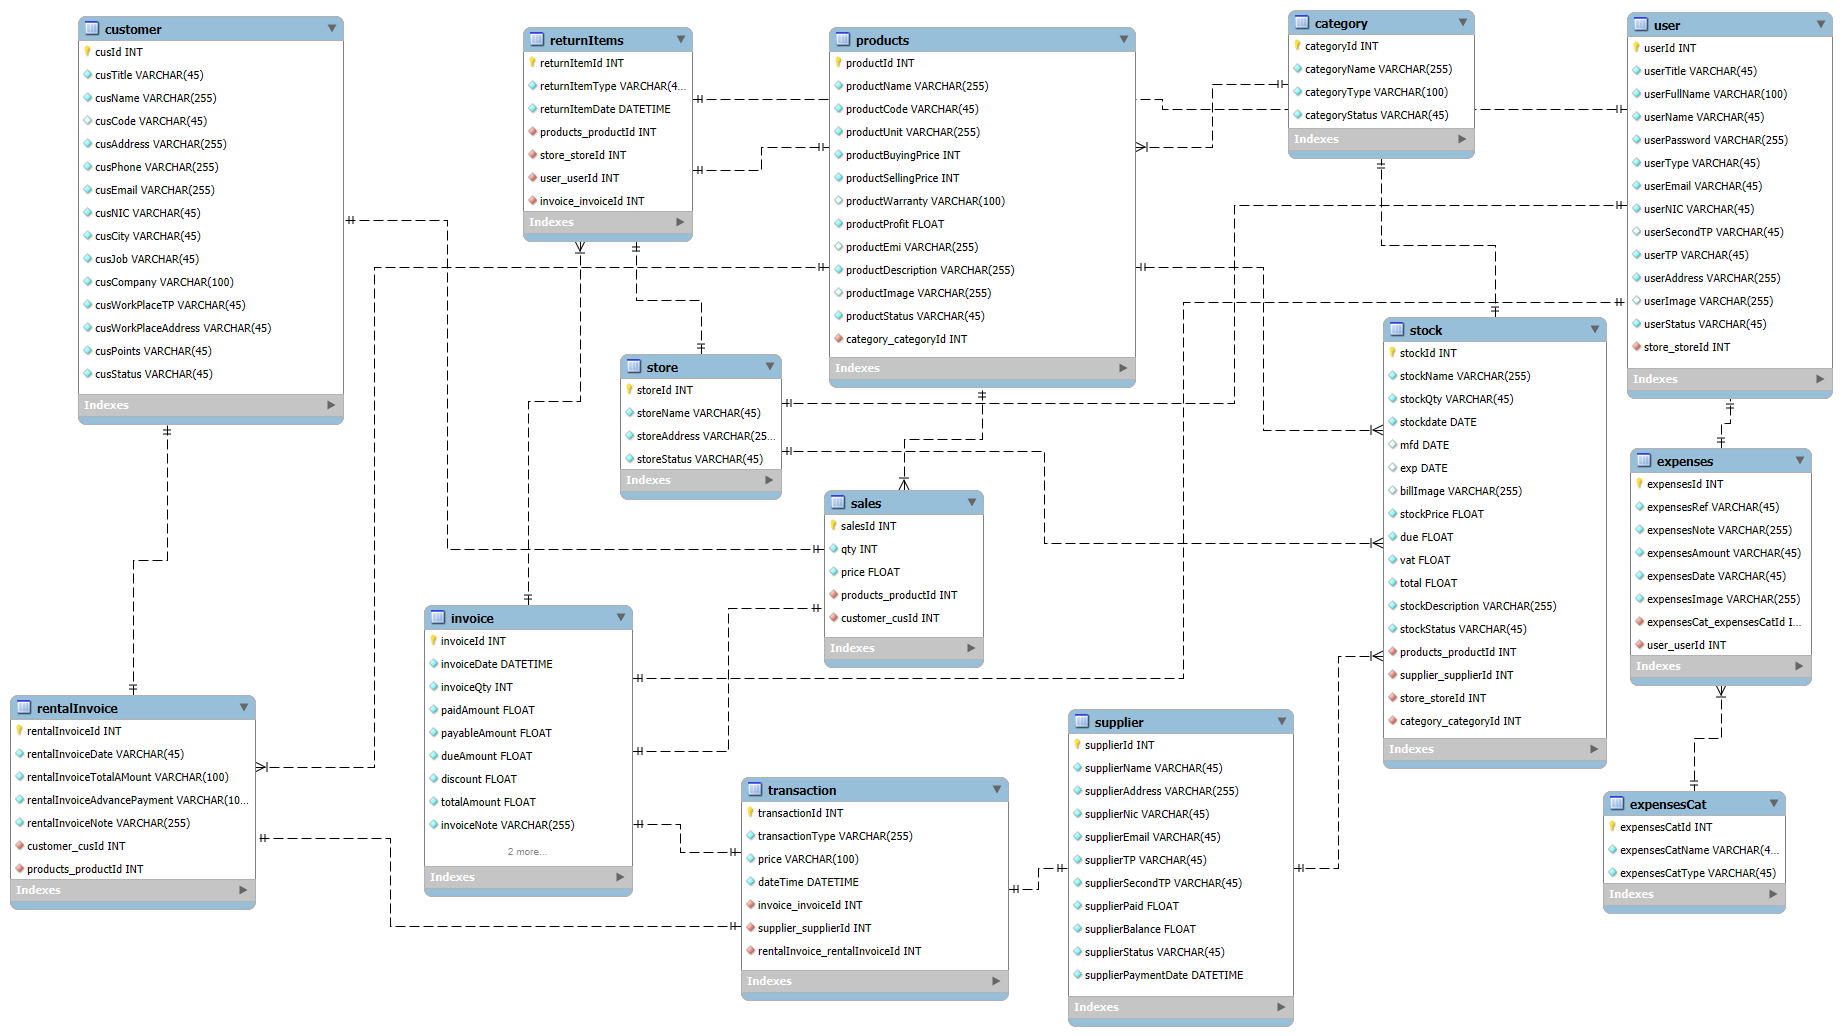 customer
cusId INT
cusTitle VARCHAR(45)
cusName VARCHAR(255)
cusCode VARCHAR(45)
cusAddress VARCHAR(255)
cusPhone VARCHAR(255)
cusEmail VARCHAR(255)
cusNIC VARCHAR(45)
cusCity VARCHAR(45)
cusJob VARCHAR(45)
cusCompany VARCHAR(100)
cusWorkPlaceTP VARCHAR(45)
cusWorkPlaceAddress VARCHAR(45)
cusPoints VARCHAR(45)
cusStatus VARCHAR(45)
Indexes
returnItems
returnItemId INT
returnItemType VARCHAR(4...
returnItemDate DATETIME
products_productId INT
store_storeId INT
user_userId INT
invoice_invoiceId INT
Indexes
products
productId INT
productName VARCHAR(255)
productCode VARCHAR(45)
productUnit VARCHAR(255)
productBuyingPrice INT
productSellingPrice INT
productWarranty VARCHAR(100)
productProfit FLOAT
productEmi VARCHAR(255)
productDescription VARCHAR(255)
productImage VARCHAR(255)
productStatus VARCHAR(45)
category_categoryId INT
Indexes
category
categoryId INT
categoryName VARCHAR(255)
categoryType VARCHAR(100)
categoryStatus VARCHAR(45)
Indexes
user
userId INT
userTitle VARCHAR(45)
userFullName VARCHAR(100)
userName VARCHAR(45)
userPassword VARCHAR(255)
userType VARCHAR(45)
userEmail VARCHAR(45)
userNIC VARCHAR(45)
userSecondTP VARCHAR(45)
userTP VARCHAR(45)
userAddress VARCHAR(255)
userImage VARCHAR(255)
userStatus VARCHAR(45)
store_storeId INT
Indexes
store
storeId INT
storeName VARCHAR(45)
storeAddress VARCHAR(25...
storeStatus VARCHAR(45)
Indexes
stock
stockId INT
stockName VARCHAR(255)
stockQty VARCHAR(45)
stockdate DATE
mfd DATE
exp DATE
billImage VARCHAR(255)
stockPrice FLOAT
due FLOAT
vat FLOAT
total FLOAT
stockDescription VARCHAR(255)
stockStatus VARCHAR(45)
products_productId INT
supplier_supplierId INT
store_storeId INT
category_categoryId INT
Indexes
expenses
expensesId INT
expensesRef VARCHAR(45)
expensesNote VARCHAR(255)
expensesAmount VARCHAR(45)
expensesDate VARCHAR(45)
expensesImage VARCHAR(255)
expensesCat_expensesCatId I...
user_userId INT
Indexes
sales
salesId INT
qty INT
price FLOAT
products_productId INT
customer_cusId INT
Indexes
invoice
invoiceId INT
invoiceDate DATETIME
invoiceQty INT
paidAmount FLOAT
payableAmount FLOAT
dueAmount FLOAT
discount FLOAT
totalAmount FLOAT
invoiceNote VARCHAR(255)
2 more...
Indexes
rentalInvoice
rentalInvoiceId INT
rentalInvoiceDate VARCHAR(45)
rentalInvoiceTotalAMount VARCHAR(100)
rentalInvoiceAdvancePayment VARCHAR(10...
rentalInvoiceNote VARCHAR(255)
customer_cusId INT
products_productId INT
Indexes
transaction
transactionId INT
transactionType VARCHAR(255)
price VARCHAR(100)
dateTime DATETIME
invoice_invoiceId INT
supplier_supplierId INT
rentalInvoice_rentalInvoiceId INT
Indexes
supplier
supplierId INT
supplierName VARCHAR(45)
supplierAddress VARCHAR(255)
supplierNic VARCHAR(45)
supplierEmail VARCHAR(45)
supplierTP VARCHAR(45)
supplierSecondTP VARCHAR(45)
supplierPaid FLOAT
supplierBalance FLOAT
supplierStatus VARCHAR(45)
supplierPaymentDate DATETIME
Indexes
expensesCat
expensesCatId INT
expensesCatName VARCHAR(4...
expensesCatType VARCHAR(45)
Indexes